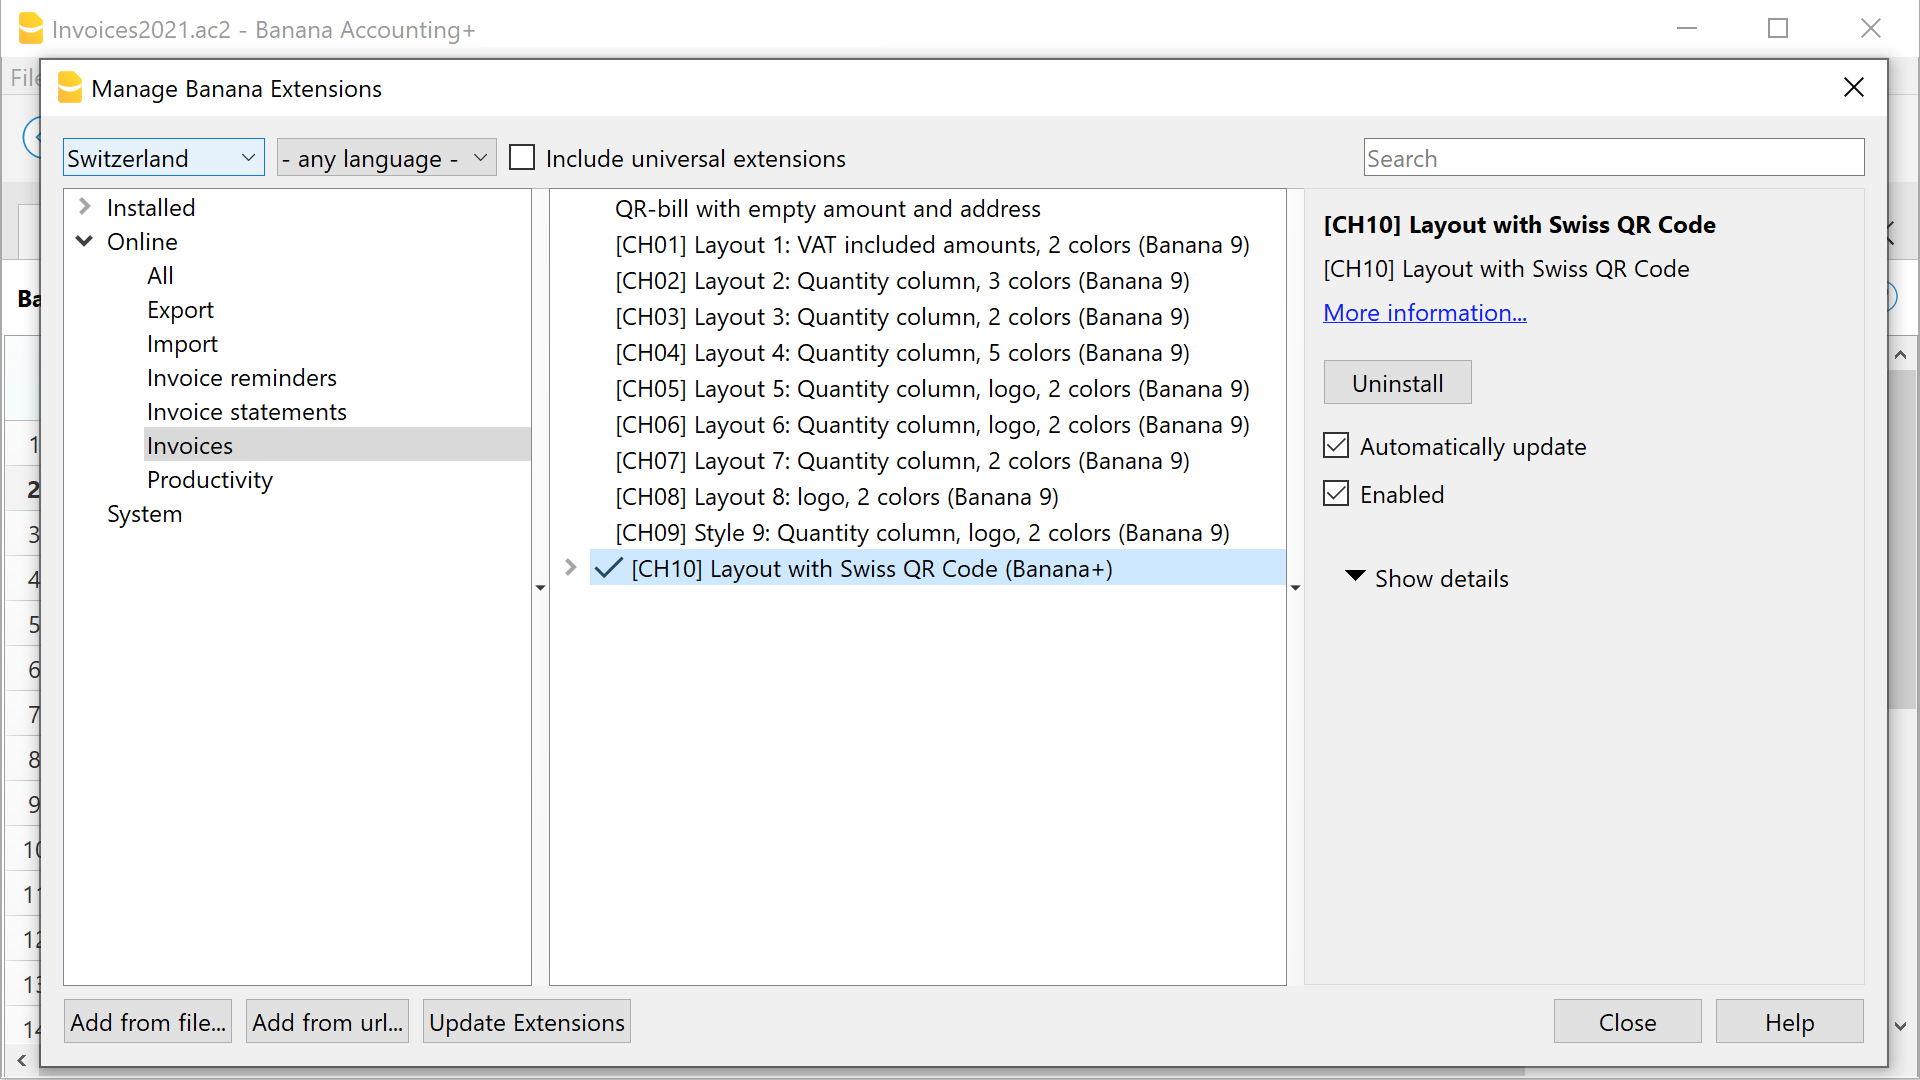 Invoices2021.ac2 - Banana Accounting+
File
Manage Banana Extensions
Switzerland
- any language -
Include universal extensions
Search
Installed
Online
All
Export
Import
Invoice reminders
Invoice statements
Invoices
Productivity
System
QR-bill with empty amount and address
[CH01] Layout 1: VAT included amounts, 2 colors (Banana 9)
[CH02] Layout 2: Quantity column, 3 colors (Banana 9)
[CH03] Layout 3: Quantity column, 2 colors (Banana 9)
[CH04] Layout 4: Quantity column, 5 colors (Banana 9)
[CH05] Layout 5: Quantity column, logo, 2 colors (Banana 9)
[CH06] Layout 6: Quantity column, logo, 2 colors (Banana 9)
[CH07] Layout 7: Quantity column, 2 colors (Banana 9)
[CH08] Layout 8: logo, 2 colors (Banana 9)
[CH09] Style 9: Quantity column, logo, 2 colors (Banana 9)
[CH10] Layout with Swiss QR Code (Banana+)
[CH10] Layout with Swiss QR Code
[CH10] Layout with Swiss QR Code
More information...
Uninstall
Automatically update
Enabled
Show details
Ba
1
2
3
4
5
6
7
8
9
10
11
12
13
14
Add from file...
Add from url...
Update Extensions
Close
Help